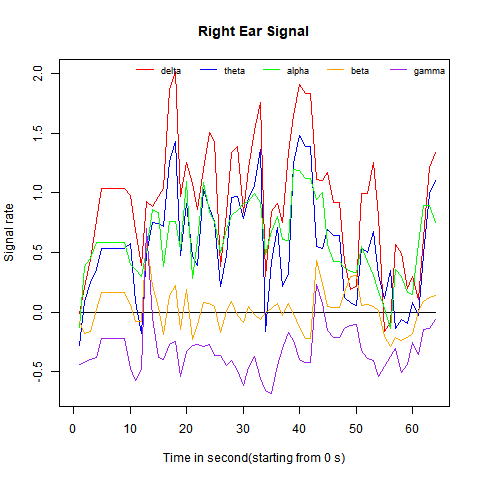 Right Ear Signal
delta theta alpha beta gamma
2.0
1.5
1.0
0.5
0.0
-0.5
Signal rate
0 10 20 30 40 50 60
Time in second(starting from 0 s)